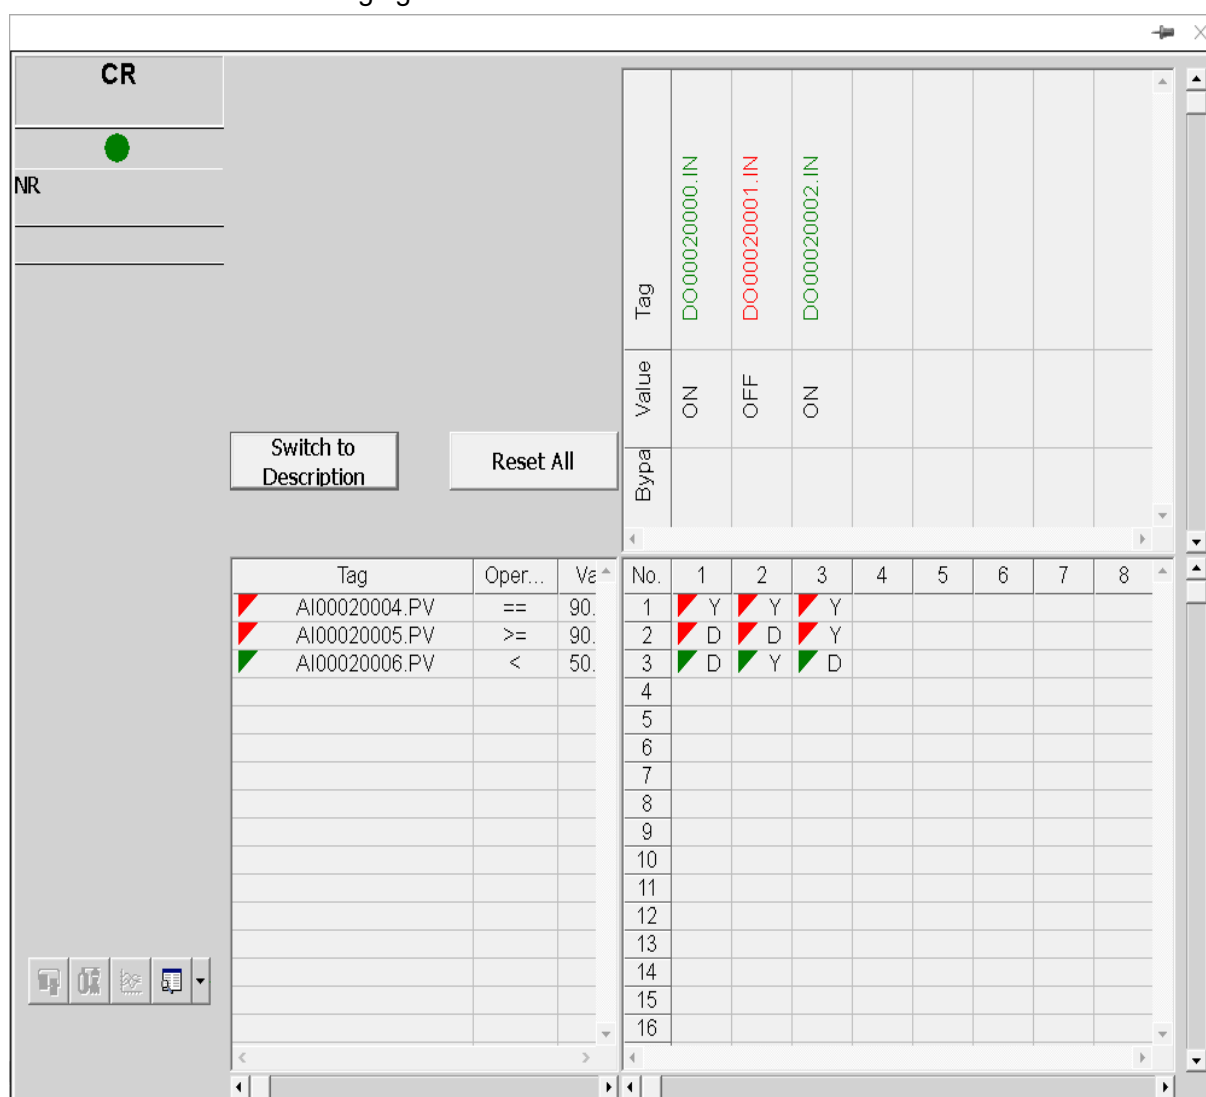 CR
NR
Tag DO00020000.IN DO00020001.IN DO00020002.IN
Value ON OFF ON
Bypa
Switch to
Description
Reset All
Tag Oper... Va
AI00020004.PV == 90.
AI00020005.PV >= 90.
AI00020006.PV < 50.
No. 1 2 3 4 5 6 7 8
1 Y Y Y
2 D D Y
3 D Y D
4
5
6
7
8
9
10
11
12
13
14
15
16